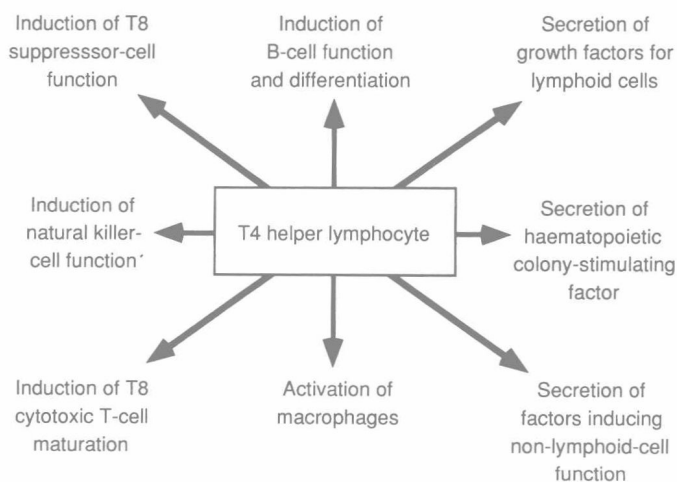 Induction of T8
suppresssor-cell
function
Induction of
B-cell function
and differentiation
Secretion of
growth factors for
lymphoid cells
Induction of
natural killer-
cell function´
T4 helper lymphocyte
Secretion of
haematopoietic
colony-stimulating
factor
Induction of T8
cytotoxic T-cell
maturation
Activation of
macrophages
Secretion of
factors inducing
non-lymphoid-cell
function